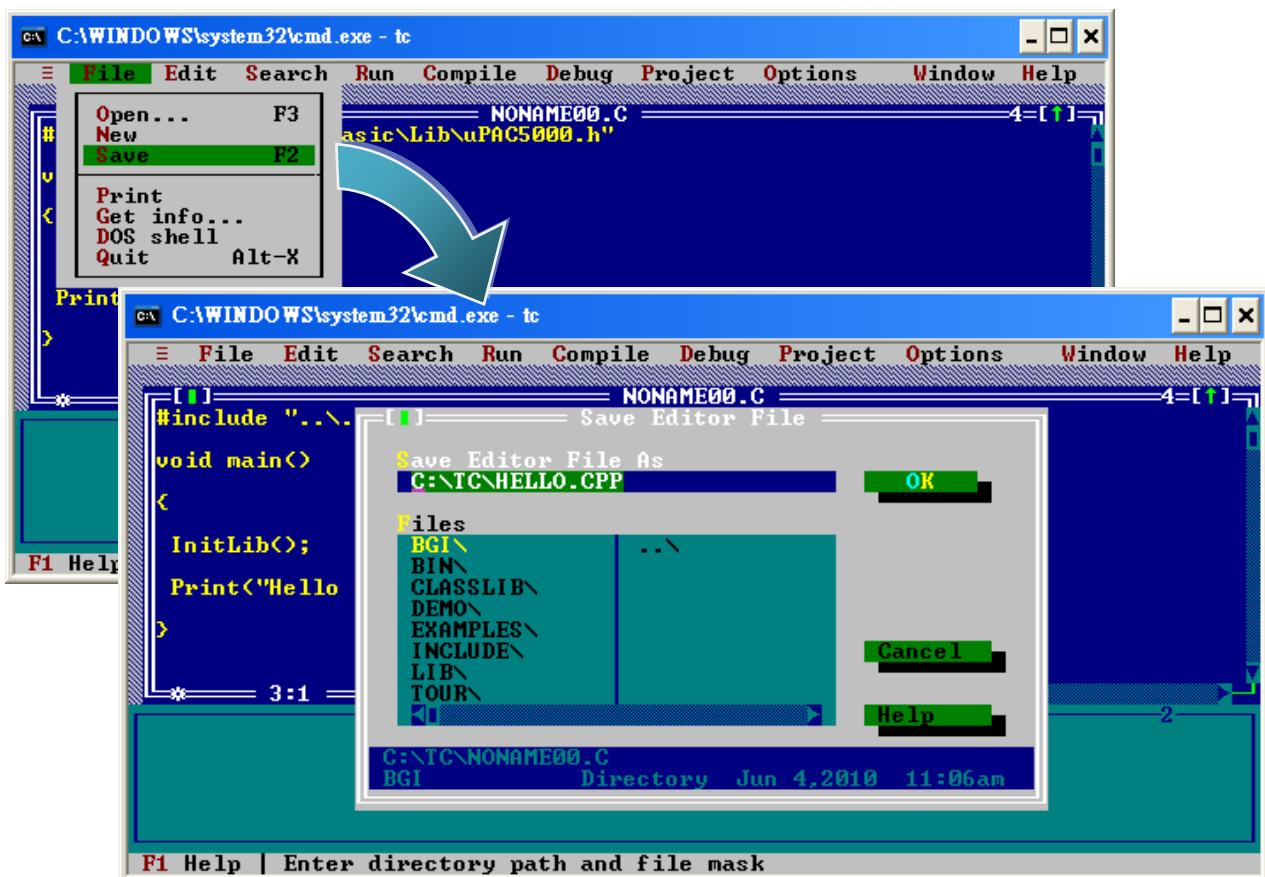 C:\WINDOWS\system32\cmd.exe - tc
≡ File Edit Search Run Compile Debug Project Options Window Help
NONAME00.C 4=[↑]
Open... F3
New
Save F2
Print
Get info...
DOS shell
Quit Alt-X
# asic\Lib\uPAC5000.h"
v
{
Print
}
F1 Help
C:\WINDOWS\system32\cmd.exe - tc
≡ File Edit Search Run Compile Debug Project Options Window Help
NONAME00.C 4=[↑]
#include "..\.
void main()
{
InitLib();
Print("Hello
}
3:1
Save Editor File
Save Editor File As
C:\TC\HELLO.CPP
OK
Files
BGI\ ..\
BIN\
CLASSLIB\
DEMO\
EXAMPLES\
INCLUDE\
LIB\
TOUR\
Cancel
Help
C:\TC\NONAME00.C
BGI Directory Jun 4,2010 11:06am
2
F1 Help | Enter directory path and file mask